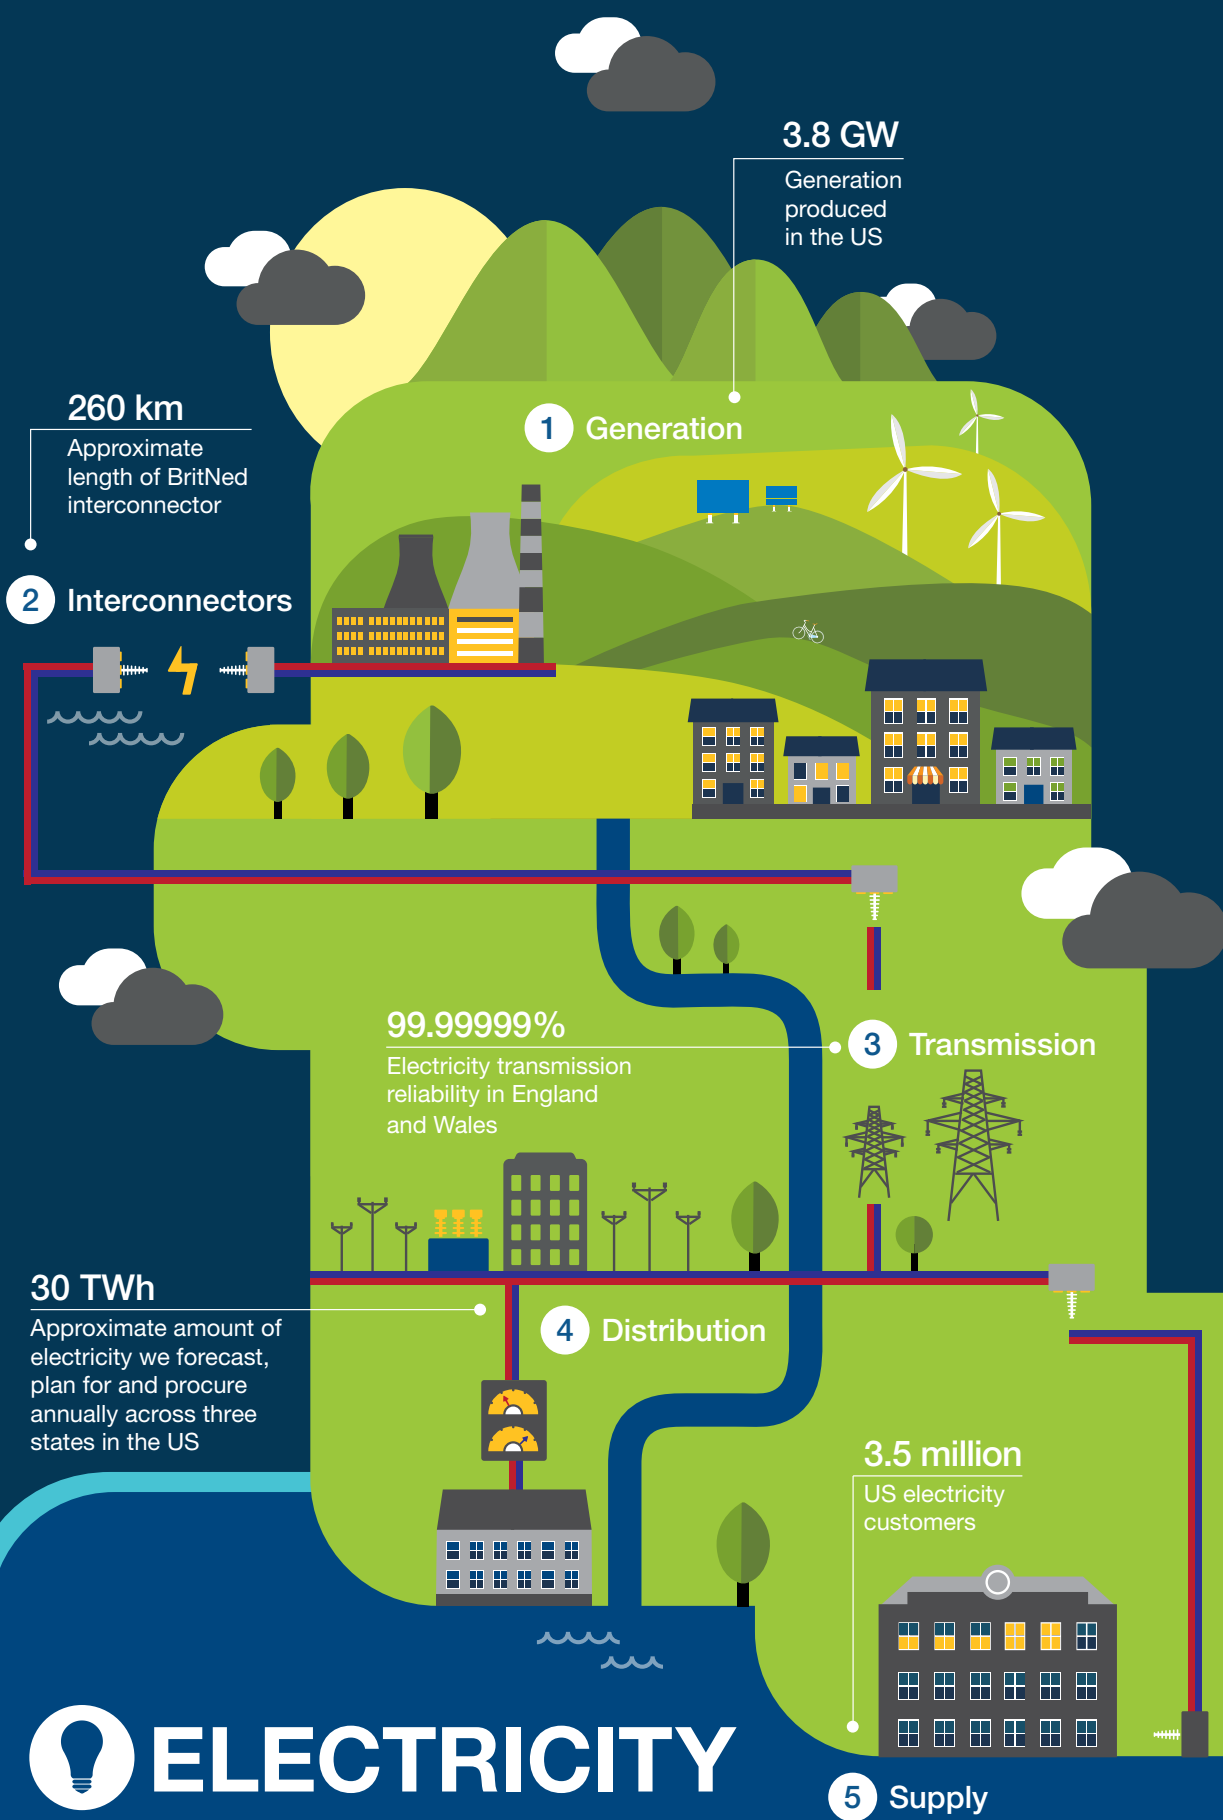 3.8 GW
Generation
produced
in the US
260 km
Approximate
length of BritNed
interconnector
1 Generation
2 Interconnectors
99.99999%
Electricity transmission
reliability in England
and Wales
3 Transmission
30 TWh
Approximate amount of
electricity we forecast,
plan for and procure
annually across three
states in the US
4 Distribution
3.5 million
US electricity
customers
ELECTRICITY
5 Supply